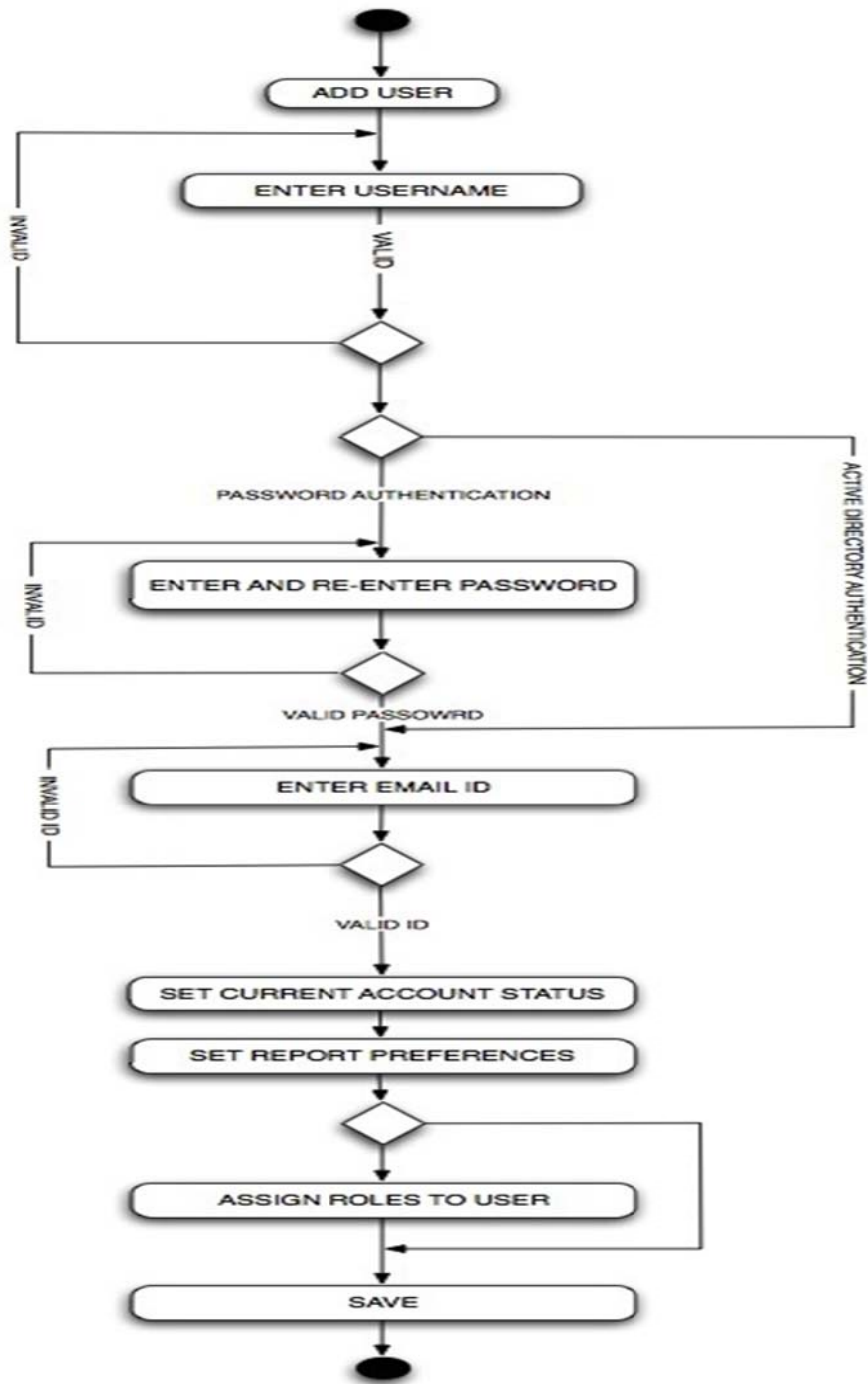 ADD USER
ENTER USERNAME
INVALID
VALID
PASSWORD AUTHENTICATION
ACTIVE DIRECTORY AUTHENTICATION
ENTER AND RE-ENTER PASSWORD
INVALID
VALID PASSOWRD
ENTER EMAIL ID
INVALID ID
VALID ID
SET CURRENT ACCOUNT STATUS
SET REPORT PREFERENCES
ASSIGN ROLES TO USER
SAVE